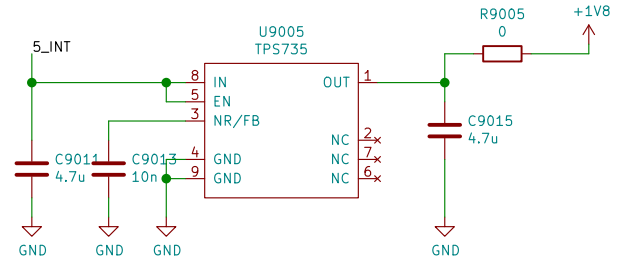 R9005
0
+1V8
U9005
TPS735
5_INT
8 IN
OUT 1
5 EN
3 NR/FB
C9015
4.7u
NC 2
C9011
4.7u
C9013
10n
4 GND
NC 7
9 GND
NC 6
GND
GND
GND
GND